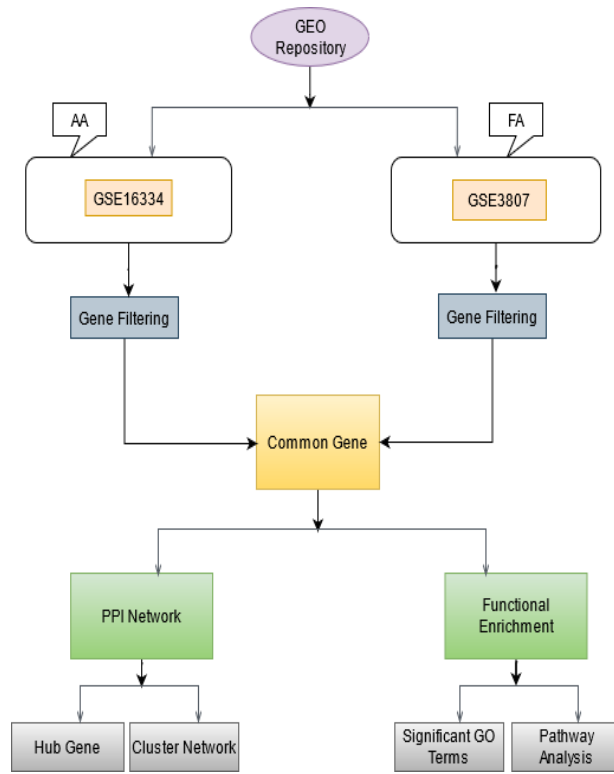 GEO
Repository
AA
FA
GSE16334
GSE3807
Gene Filtering
Gene Filtering
Common Gene
PPI Network
Functional
Enrichment
Hub Gene
Cluster Network
Significant GO
Terms
Pathway
Analysis